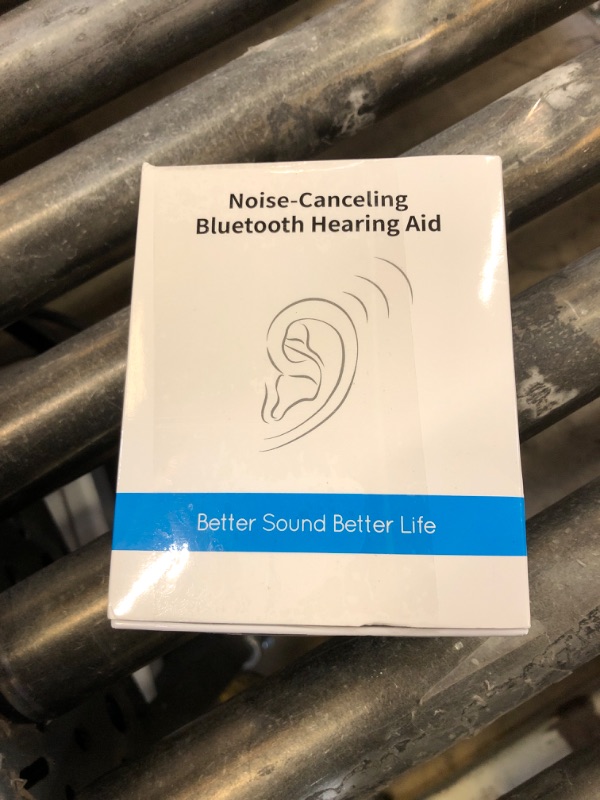 Noise-Canceling
Bluetooth Hearing Aid
Better Sound Better Life